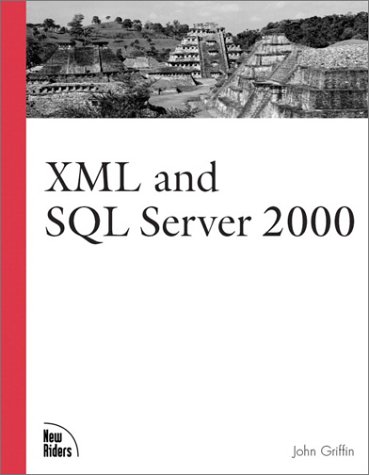 XML and
SQL Server 2000
New
Riders
John Griffin